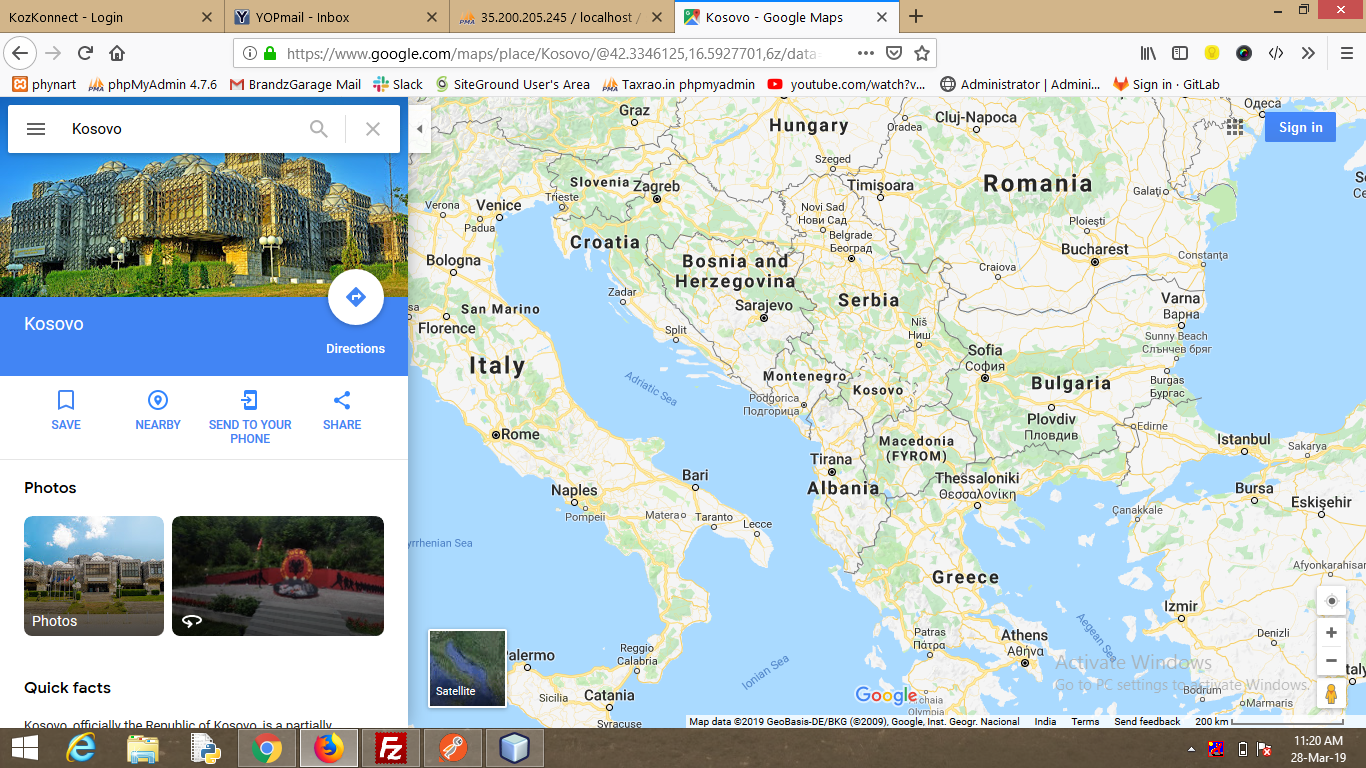 KozKonnect - Login
YOPmail - Inbox
35.200.205.245 / localhost /
Kosovo - Google Maps
https://www.google.com/maps/place/Kosovo/@42.3346125,16.5927701,6z/data=
phynart
phpMyAdmin 4.7.6
BrandzGarage Mail
Slack
SiteGround User's Area
Taxrao.in phpmyadmin
youtube.com/watch?v...
Administrator | Admini...
Sign in · GitLab
Kosovo
Sign in
Kosovo
Directions
SAVE
NEARBY
SEND TO YOUR
PHONE
SHARE
Photos
Photos
Quick facts
Kosovo, officially the Republic of Kosovo, is a partially
Graz
Hungary
Oradea
Cluj-Napoca
Одеса
Szeged
Slovenia
Zagreb
Timișoara
Romania
Galați
Verona
Venice
Trieste
Padua
Novi Sad
Нови Сад
Ploiești
Croatia
Belgrade
Београд
Bucharest
Constanța
Bologna
Bosnia and
Herzegovina
Craiova
Zadar
Sarajevo
Serbia
Varna
Варна
San Marino
Florence
Split
Niš
Ниш
Sunny Beach
Слънчев бряг
Sofia
София
Italy
Montenegro
Kosovo
Bulgaria
Burgas
Бургас
Adriatic Sea
Podgorica
Подгорица
Plovdiv
Пловдив
Edirne
Rome
Macedonia
(FYROM)
Istanbul
Sakarya
Tirana
Bari
Albania
Thessaloniki
Θεσσαλονίκη
Bursa
Eskişehir
Naples
Pompeii
Matera
Taranto
Lecce
Çanakkale
yrrhenian Sea
Afyonkarahisar
Greece
Izmir
Aegean Sea
Patras
Πάτρα
Athens
Αθήνα
Denizli
Palermo
Reggio
Calabria
Ionian Sea
Satellite
Sicilia
Catania
Syracuse
Google
chaia
Olympia
Bodrum
Marmaris
Activate Windows
Go to PC settings to activate Windows.
Map data ©2019 GeoBasis-DE/BKG (©2009), Google, Inst. Geogr. Nacional
India
Terms
Send feedback
200 km
11:20 AM
28-Mar-19